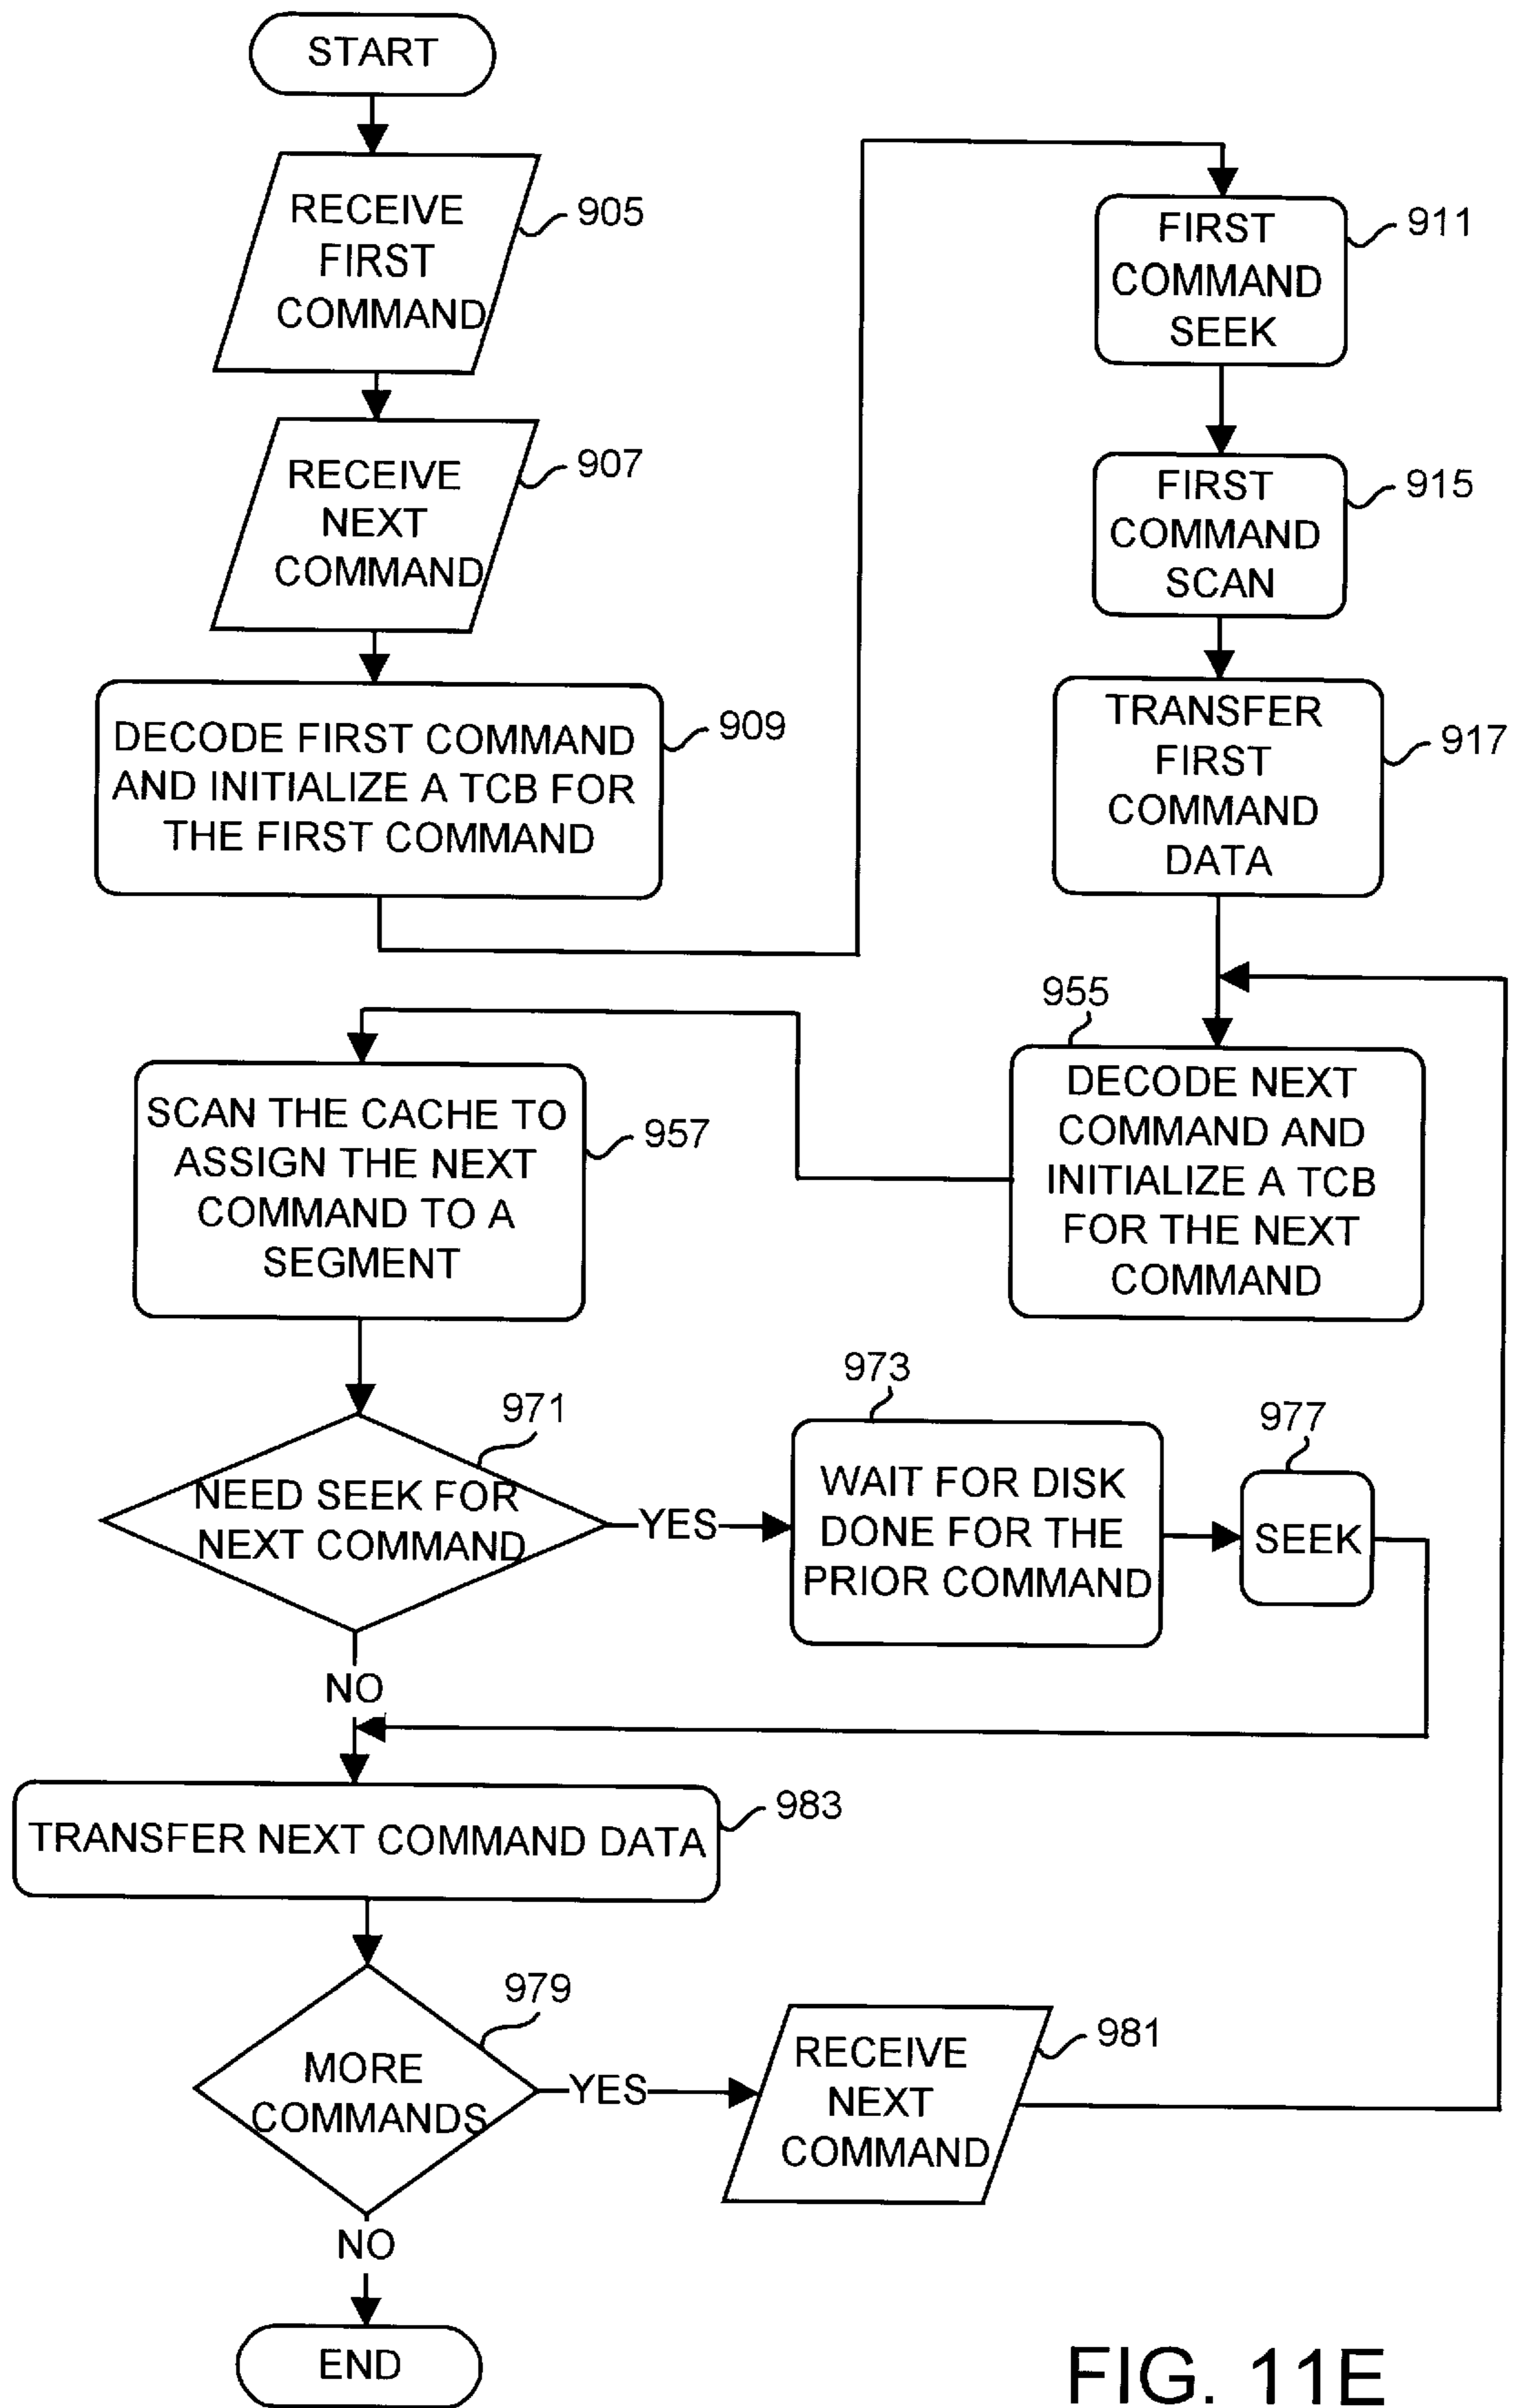 START
RECEIVE
FIRST
COMMAND
905
RECEIVE
NEXT
COMMAND
907
DECODE FIRST COMMAND
AND INITIALIZE A TCB FOR
THE FIRST COMMAND
909
FIRST
COMMAND
SEEK
911
FIRST
COMMAND
SCAN
915
TRANSFER
FIRST
COMMAND
DATA
917
955
DECODE NEXT
COMMAND AND
INITIALIZE A TCB
FOR THE NEXT
COMMAND
SCAN THE CACHE TO
ASSIGN THE NEXT
COMMAND TO A
SEGMENT
957
971
NEED SEEK FOR
NEXT COMMAND
YES
973
WAIT FOR DISK
DONE FOR THE
PRIOR COMMAND
977
SEEK
NO
TRANSFER NEXT COMMAND DATA
983
979
MORE
COMMANDS
YES
RECEIVE
NEXT
COMMAND
981
NO
END
FIG. 11E